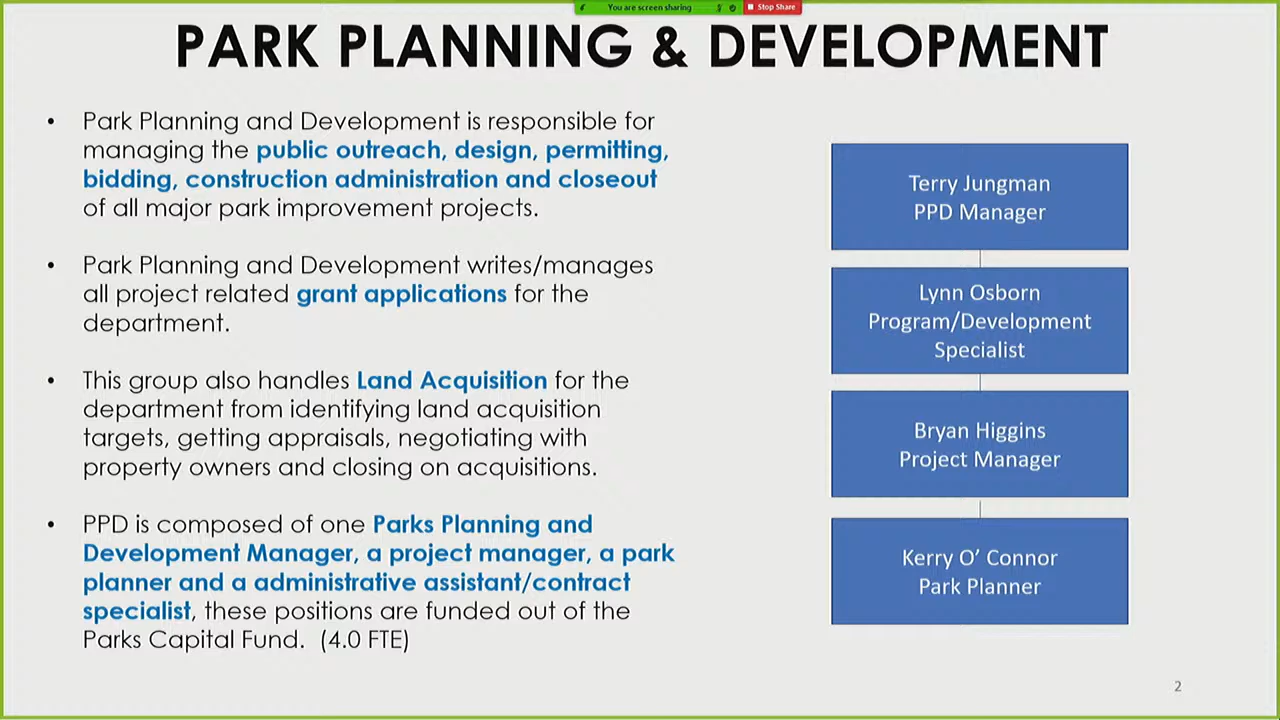 You are screen sharing
Stop Share
PARK PLANNING & DEVELOPMENT
• Park Planning and Development is responsible for
managing the public outreach, design, permitting,
bidding, construction administration and closeout
of all major park improvement projects.
• Park Planning and Development writes/manages
all project related grant applications for the
department.
• This group also handles Land Acquisition for the
department from identifying land acquisition
targets, getting appraisals, negotiating with
property owners and closing on acquisitions.
• PPD is composed of one Parks Planning and
Development Manager, a project manager, a park
planner and a administrative assistant/contract
specialist, these positions are funded out of the
Parks Capital Fund.  (4.0 FTE)
Terry Jungman
PPD Manager
Lynn Osborn
Program/Development
Specialist
Bryan Higgins
Project Manager
Kerry O’ Connor
Park Planner
2